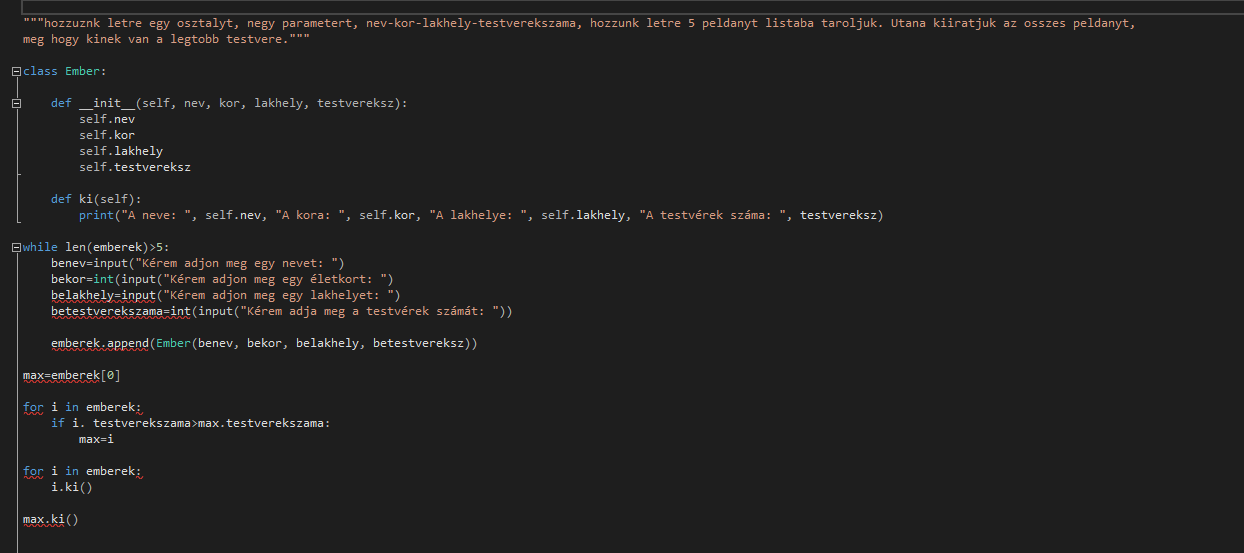 """hozzuznk letre egy osztalyt, negy parametert, nev-kor-lakhely-testverekszama, hozzunk letre 5 peldanyt listaba taroljuk. Utana kiiratjuk az osszes peldanyt,
meg hogy kinek van a legtobb testvere."""
class Ember:
    def __init__(self, nev, kor, lakhely, testvereksz):
        self.nev
        self.kor
        self.lakhely
        self.testvereksz
    def ki(self):
        print("A neve: ", self.nev, "A kora: ", self.kor, "A lakhelye: ", self.lakhely, "A testvérek száma: ", testvereksz)
while len(emberek)>5:
    benev=input("Kérem adjon meg egy nevet: ")
    bekor=int(input("Kérem adjon meg egy életkort: ")
    belakhely=input("Kérem adjon meg egy lakhelyet: ")
    betestverekszama=int(input("Kérem adja meg a testvérek számát: "))
    emberek.append(Ember(benev, bekor, belakhely, betestvereksz))
max=emberek[0]
for i in emberek:
    if i. testverekszama>max.testverekszama:
        max=i
for i in emberek:
    i.ki()
max.ki()